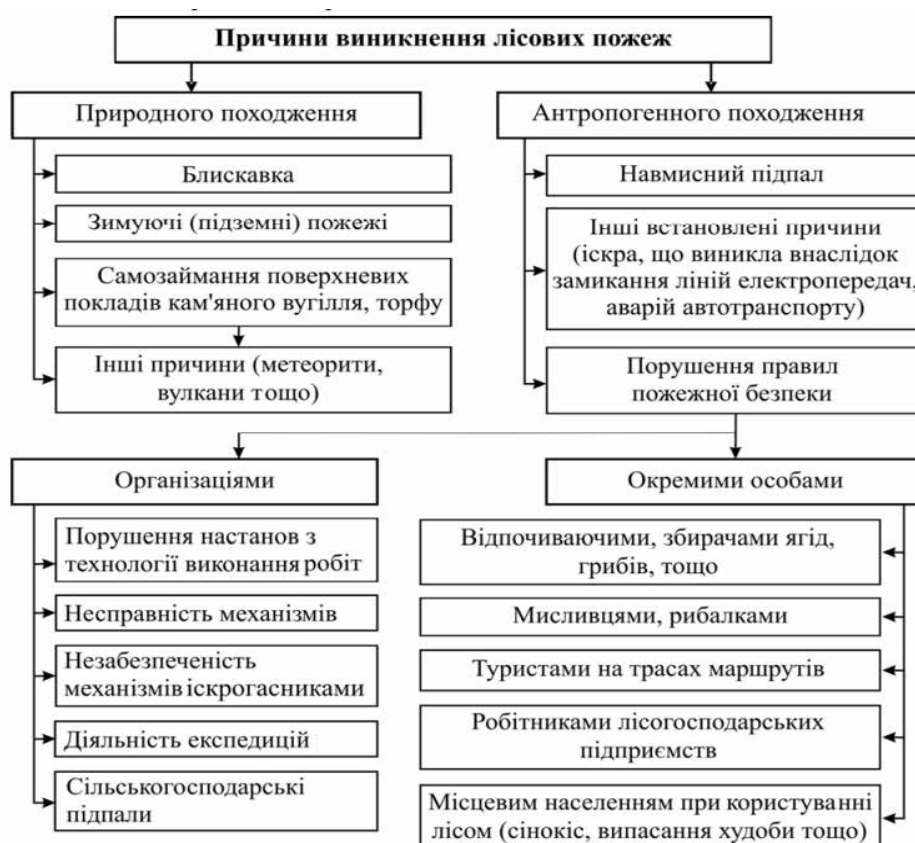 Причини виникнення лісових пожеж
Природного походження
Блискавка
Зимуючі (підземні) пожежі
Самозаймання поверхневих
покладів кам'яного вугілля, торфу
Інші причини (метеорити,
вулкани тощо)
Антропогенного походження
Навмисний підпал
Інші встановлені причини
(іскра, що виникла внаслідок
замикання ліній електропередач,
аварій автотранспорту)
Порушення правил
пожежної безпеки
Організаціями
Порушення настанов з
технології виконання робіт
Несправність механізмів
Незабезпеченість
механізмів іскрогасниками
Діяльність експедицій
Сільськогосподарські
підпали
Окремими особами
Відпочиваючими, збирачами ягід,
грибів, тощо
Мисливцями, рибалками
Туристами на трасах маршрутів
Робітниками лісогосподарських
підприємств
Місцевим населенням при користуванні
лісом (сінокіс, випасання худоби тощо)